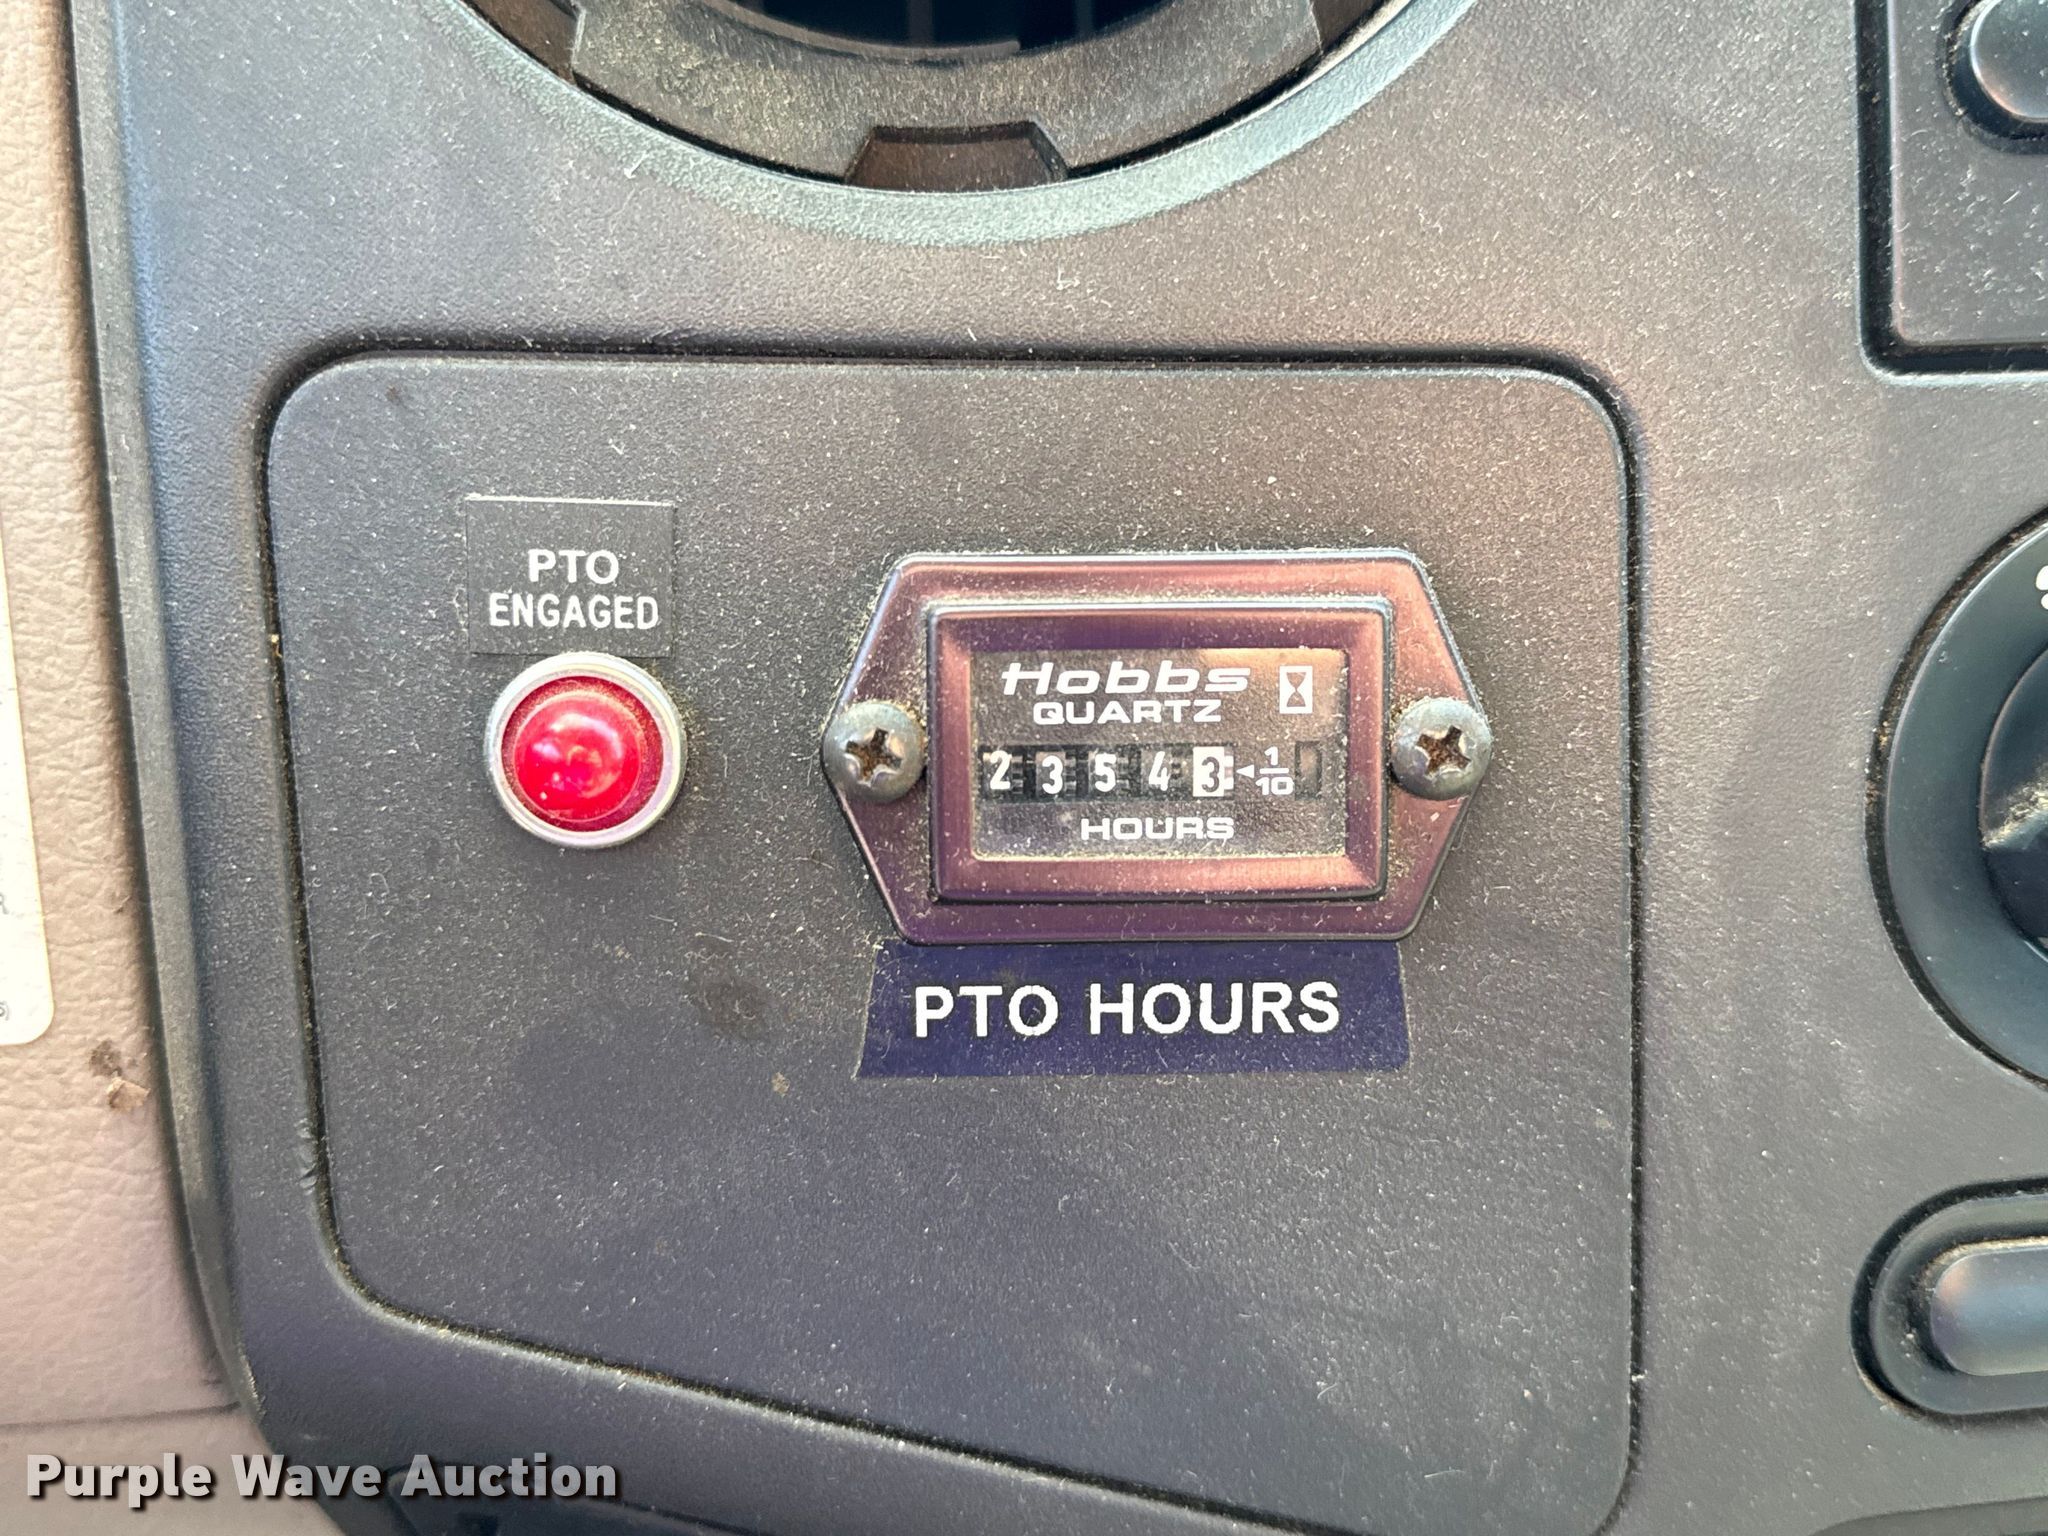 PTO
ENGAGED
Hobbs
QUARTZ
2 3 5 4 3 ◄ 1/10
HOURS
PTO HOURS
Purple Wave Auction